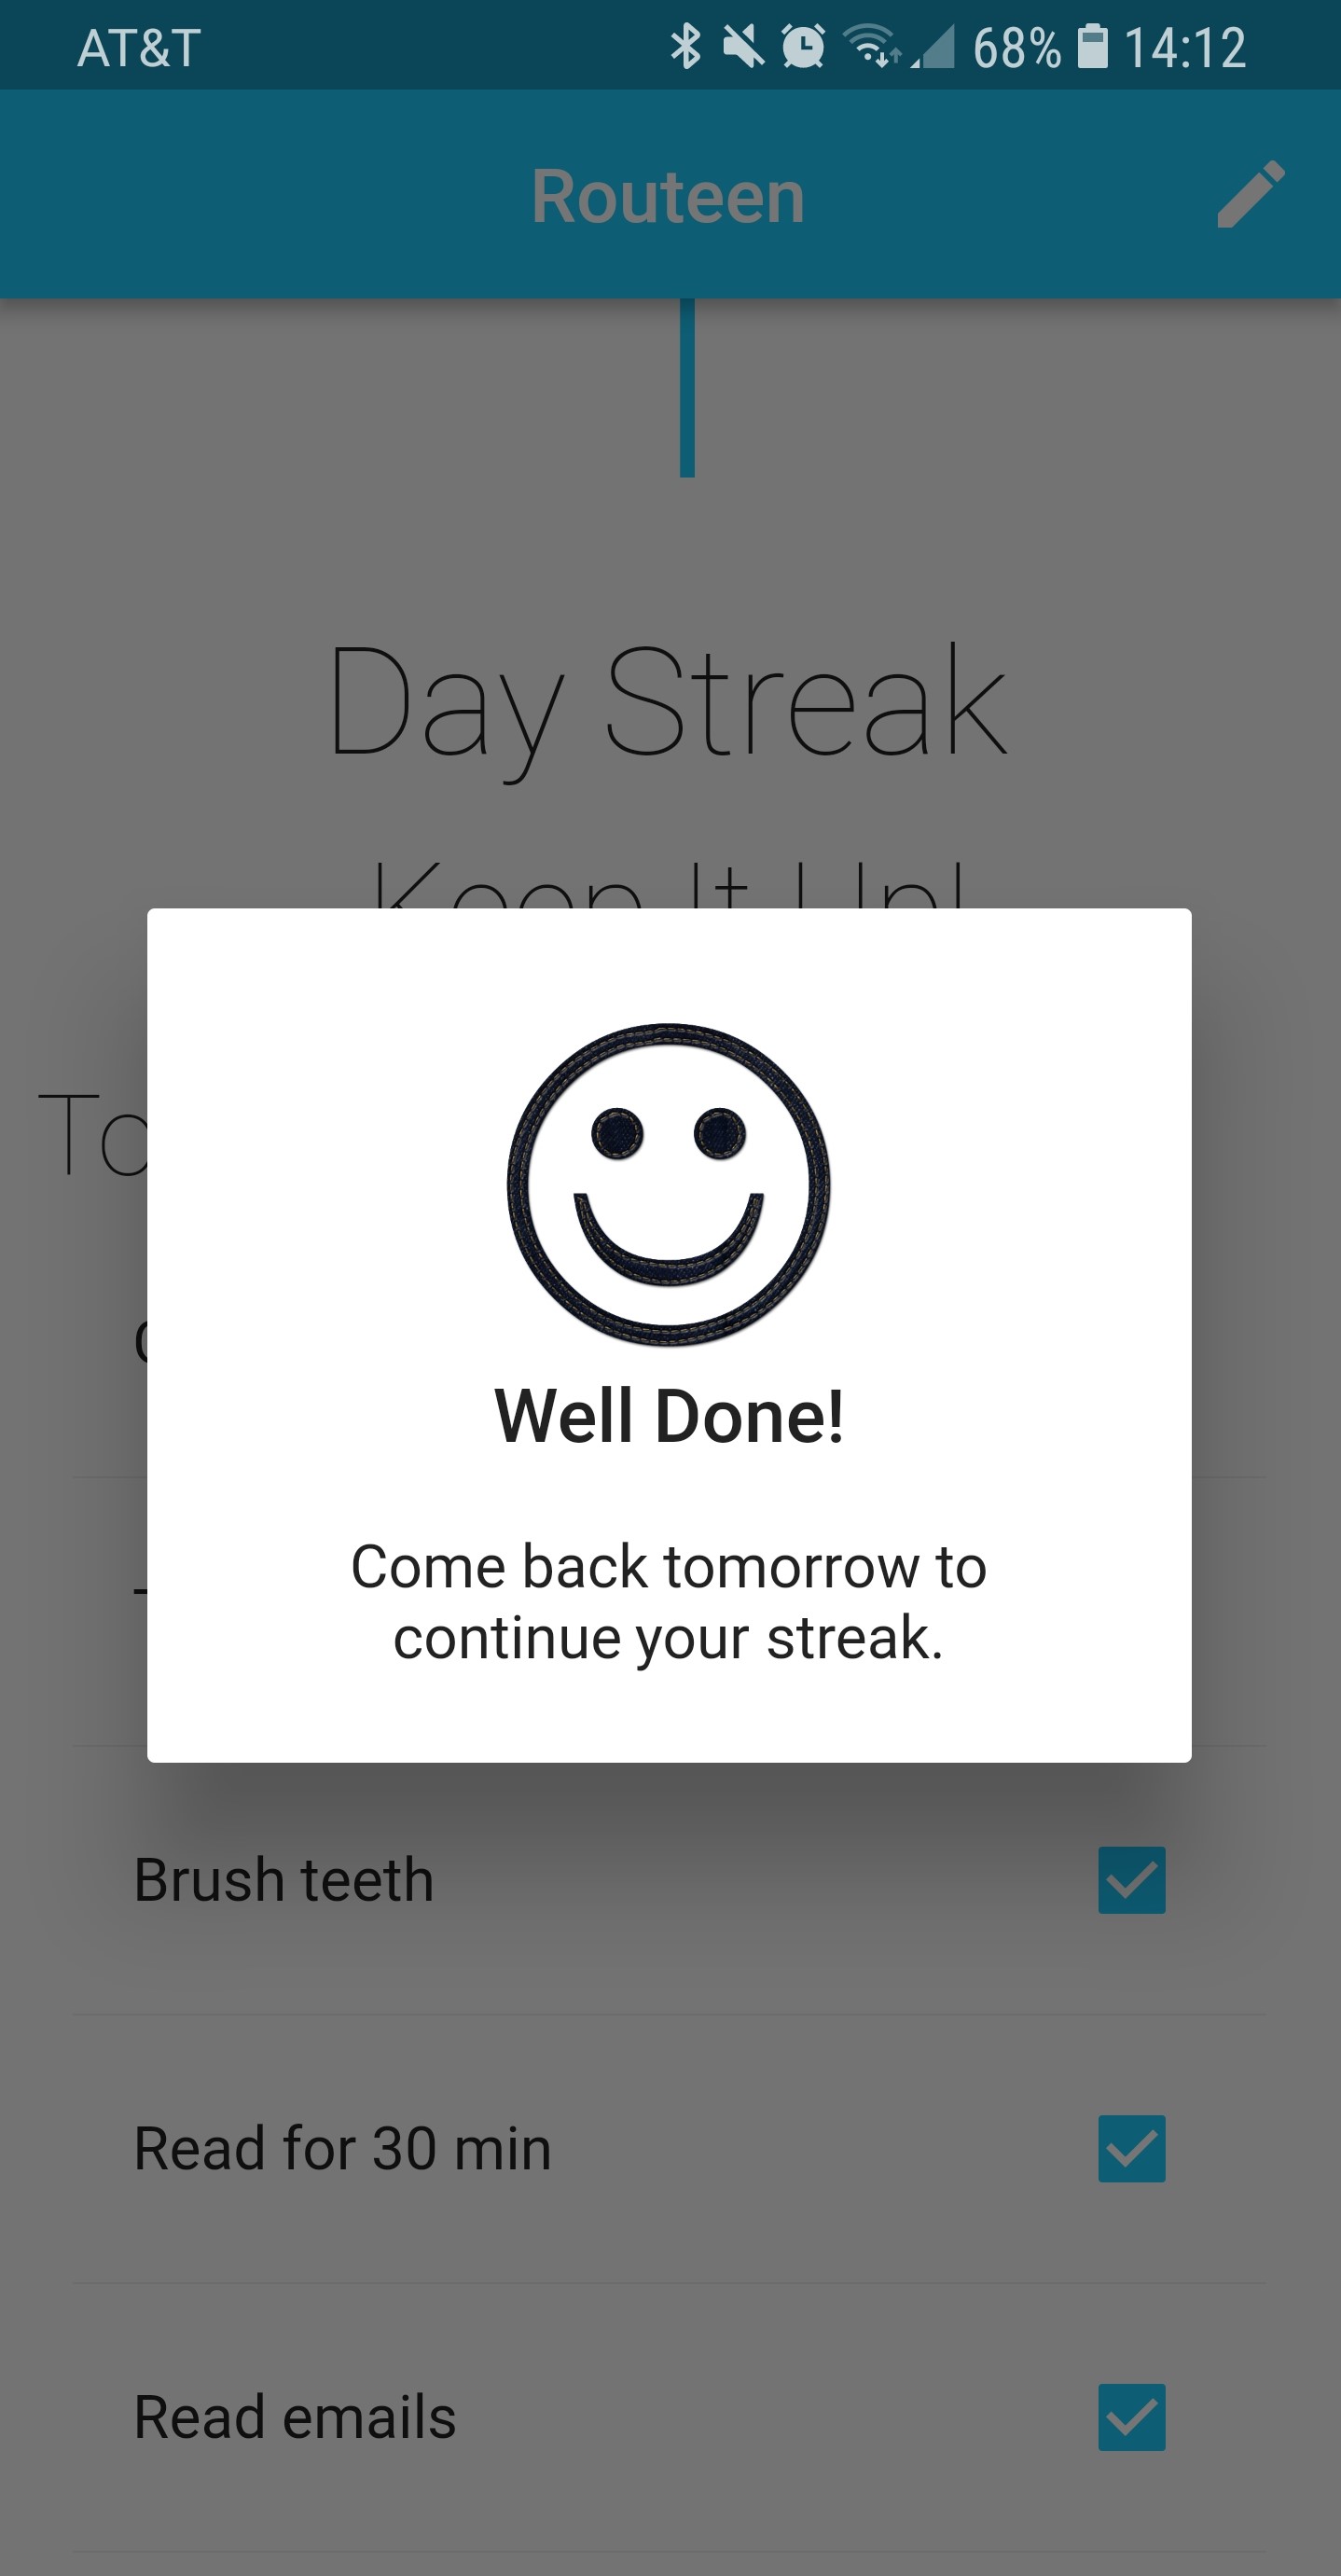 AT&T 68% 14:12
Routeen
Day Streak
Keep It Up!
Well Done!
Come back tomorrow to
continue your streak.
Brush teeth
Read for 30 min
Read emails